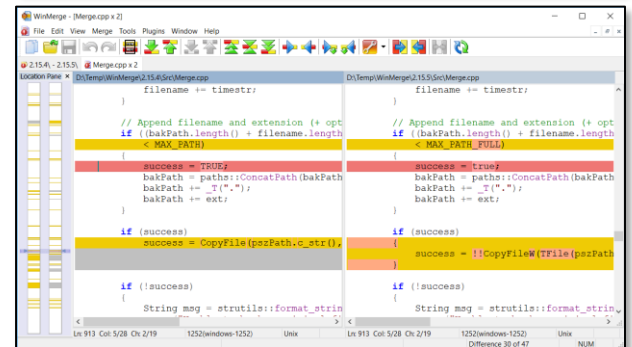 WinMerge - [Merge.cpp x 2]
File Edit View Merge Tools Plugins Window Help
2.15.4\ - 2.15.5\ Merge.cpp x 2
Location Pane × D:\Temp\WinMerge\2.15.4\Src\Merge.cpp D:\Temp\WinMerge\2.15.5\Src\Merge.cpp
filename += timestr;
}
// Append filename and extension (+ opt
if ((bakPath.length() + filename.length
< MAX_PATH)
{
success = TRUE;
bakPath = paths::ConcatPath(bakPath
bakPath += _T(".");
bakPath += ext;
}
if (success)
success = CopyFile(pszPath.c_str(),
if (!success)
{
String msg = strutils::format_strin
filename += timestr;
}
// Append filename and extension (+ opt
if ((bakPath.length() + filename.length
< MAX_PATH_FULL)
{
success = true;
bakPath = paths::ConcatPath(bakPath
bakPath += _T(".");
bakPath += ext;
}
if (success)
{
success = !!CopyFileW(TFile(pszPath
}
if (!success)
{
String msg = strutils::format_strin
Ln: 913 Col: 5/28 Ch: 2/19 1252(windows-1252) Unix Ln: 913 Col: 5/28 Ch: 2/19 1252(windows-1252) Unix
Difference 30 of 47 NUM